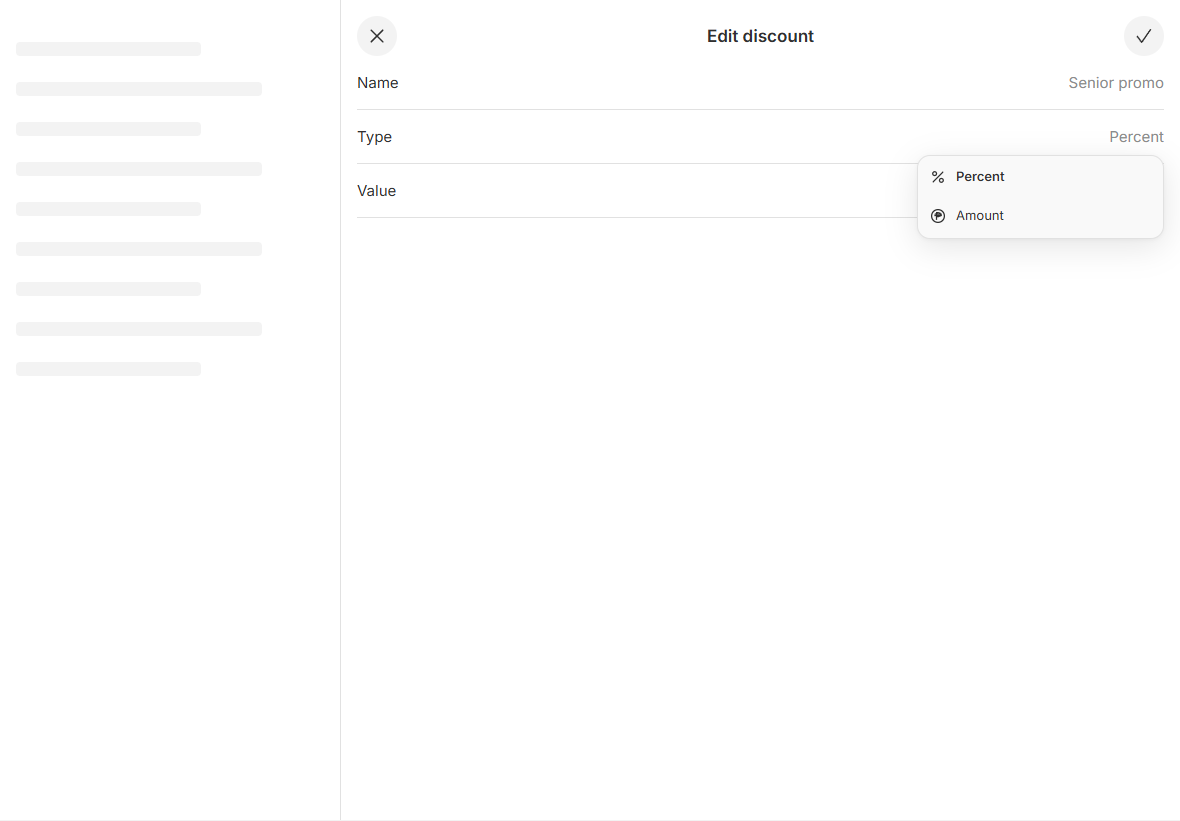 Edit discount
Name
Senior promo
Type
Percent
Value
Percent
Amount